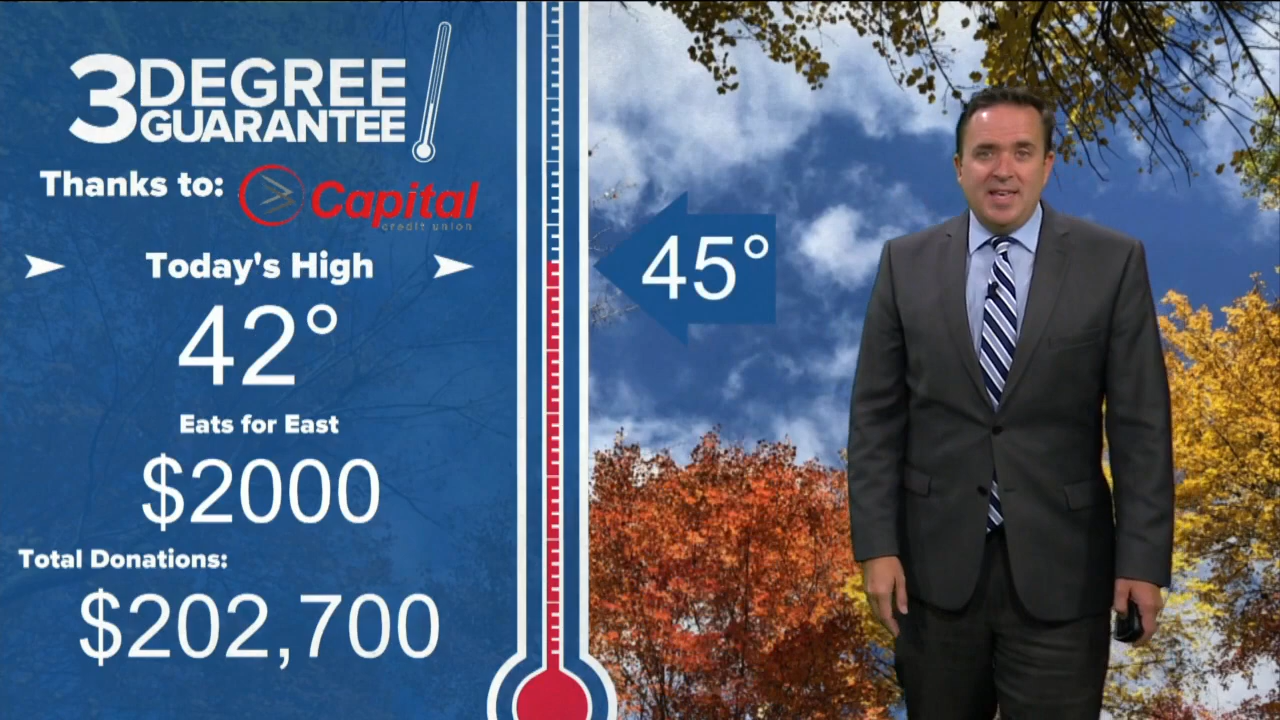 3 DEGREE
GUARANTEE
Thanks to:
Capital
credit union
Today's High
42°
Eats for East
$2000
Total Donations:
$202,700
45°